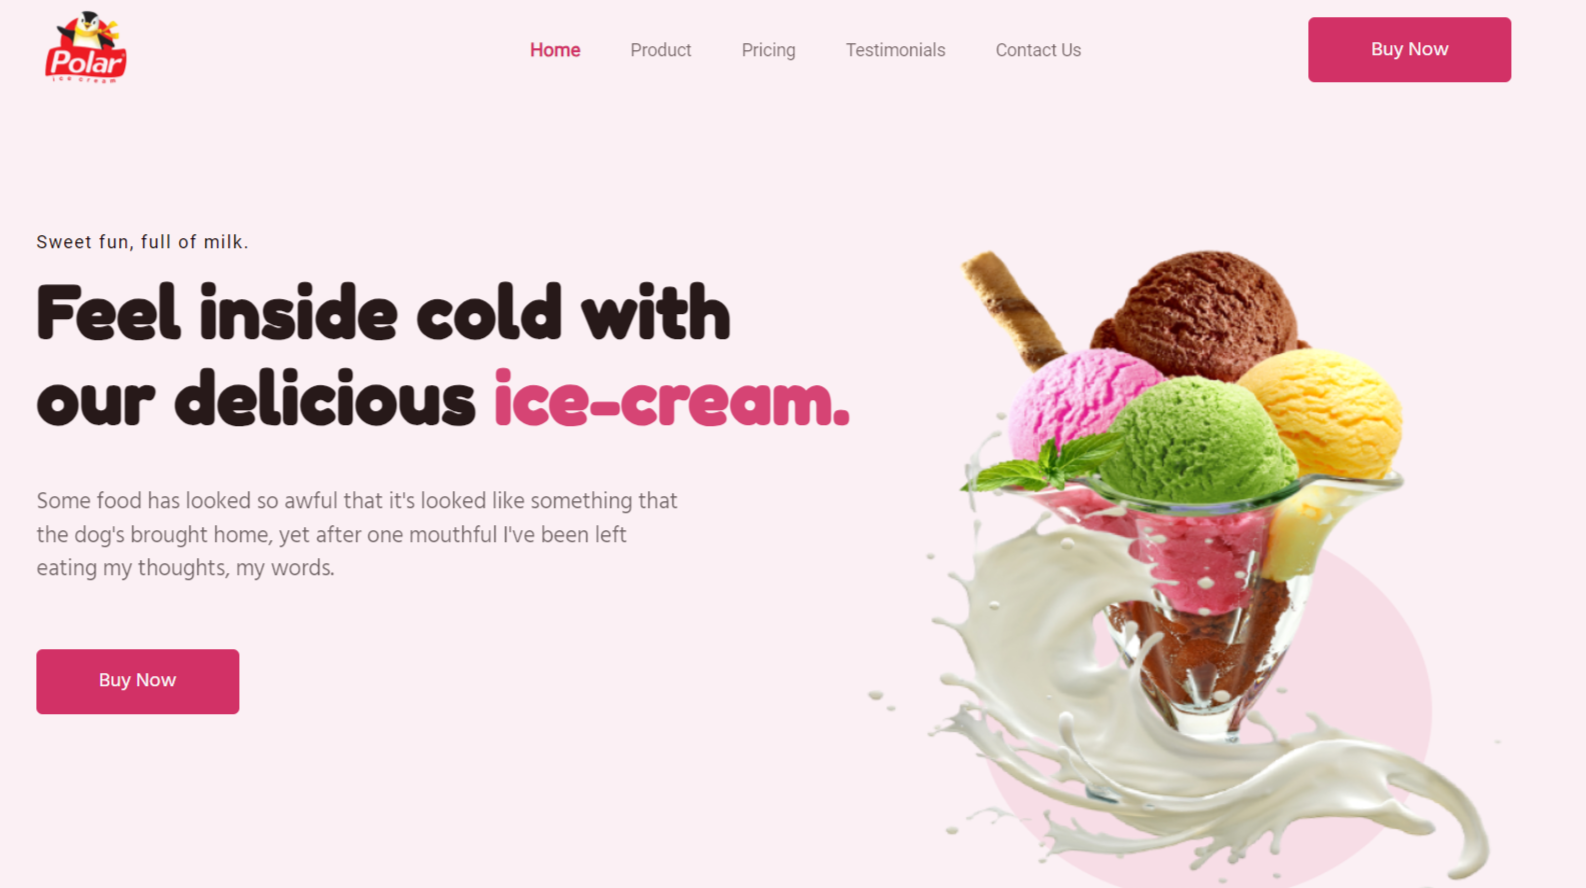 Polar
ice cream
Home Product Pricing Testimonials Contact Us
Buy Now
Sweet fun, full of milk.
Feel inside cold with
our delicious ice-cream.
Some food has looked so awful that it's looked like something that
the dog's brought home, yet after one mouthful I've been left
eating my thoughts, my words.
Buy Now